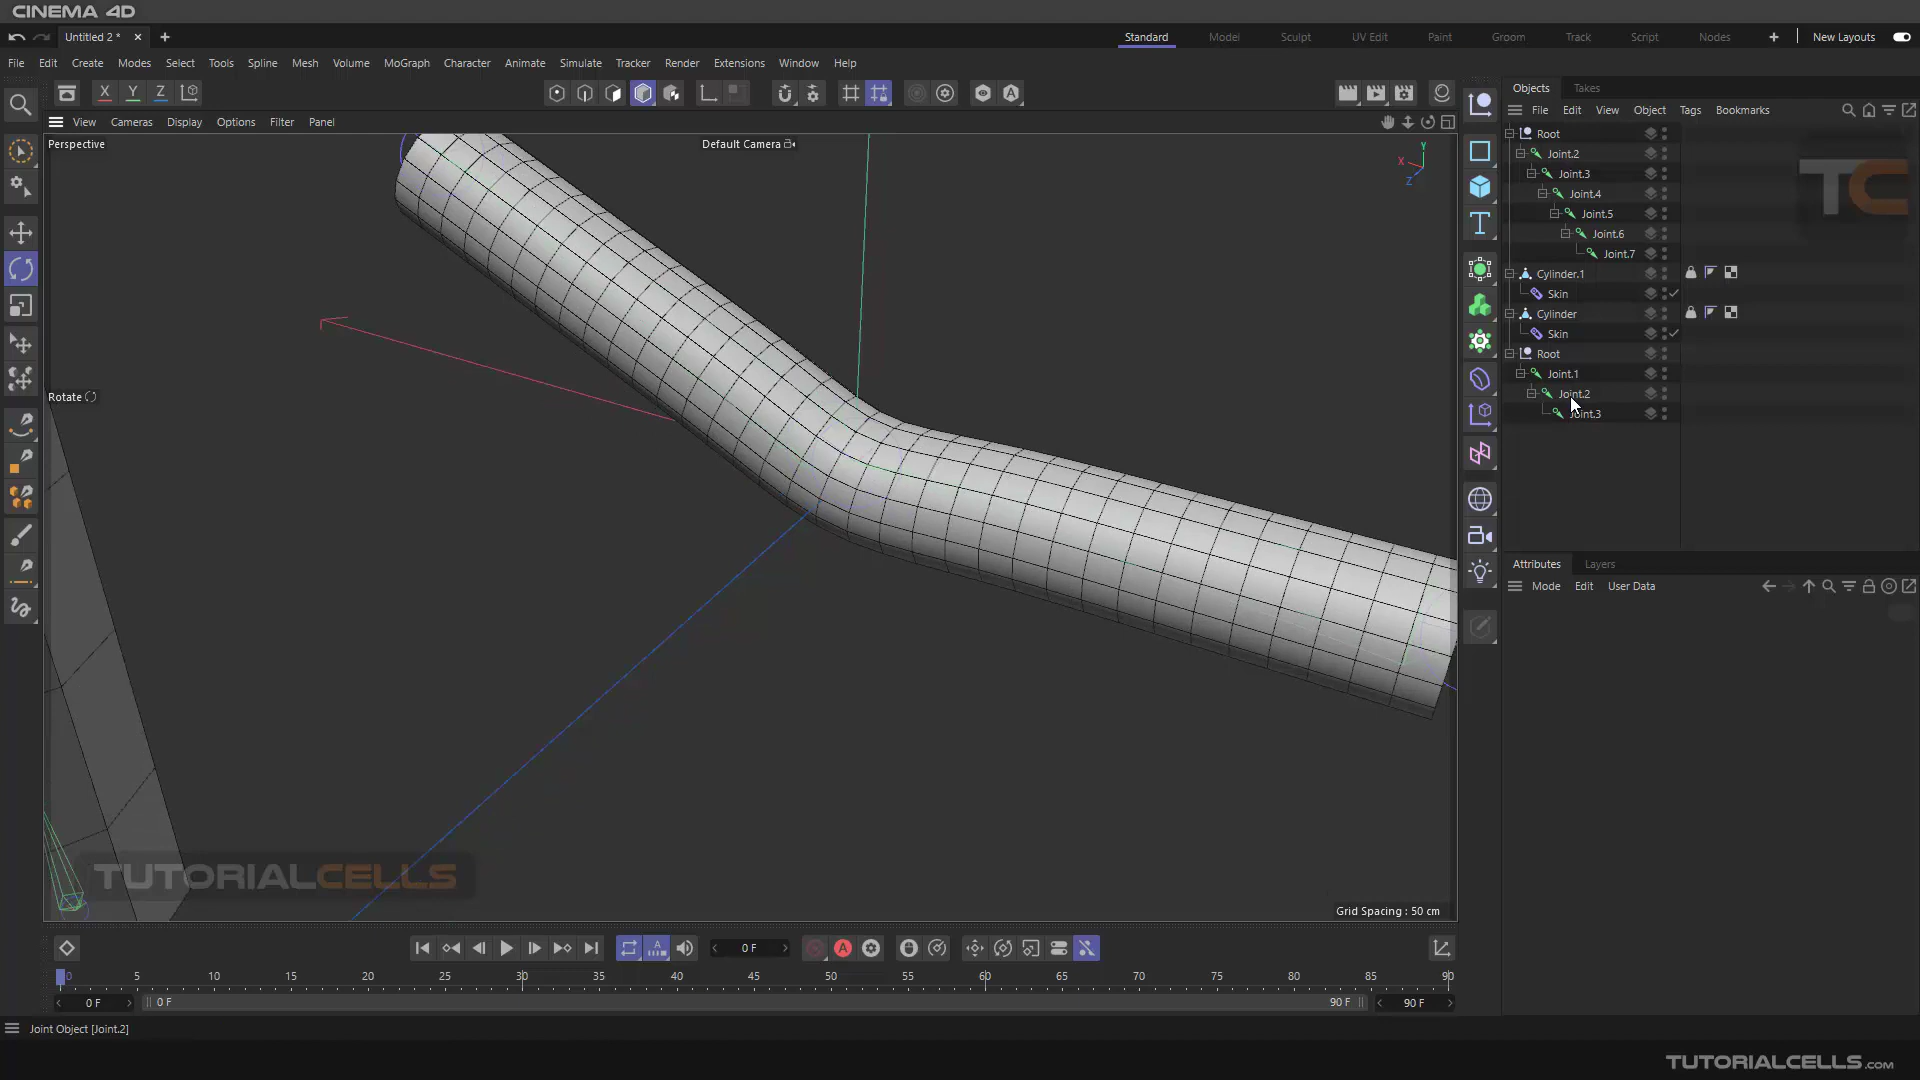 CINEMA 4D
Untitled 2 *
Standard
Model
Sculpt
UV Edit
Paint
Groom
Track
Script
Nodes
New Layouts
File Edit Create Modes Select Tools Spline Mesh Volume MoGraph Character Animate Simulate Tracker Render Extensions Window Help
X Y Z
View Cameras Display Options Filter Panel
Perspective
Default Camera
Y
X
Z
Rotate
TUTORIALCELLS
Grid Spacing : 50 cm
Objects Takes
File Edit View Object Tags Bookmarks
Root
Joint.2
Joint.3
Joint.4
Joint.5
Joint.6
Joint.7
Cylinder.1
Skin
Cylinder
Skin
Root
Joint.1
Joint.2
Joint.3
TC
Attributes Layers
Mode Edit User Data
0 F
0 5 10 15 20 25 30 35 40 45 50 55 60 65 70 75 80 85 90
0 F 0 F 90 F 90 F
Joint Object [Joint.2]
TUTORIALCELLS.COM